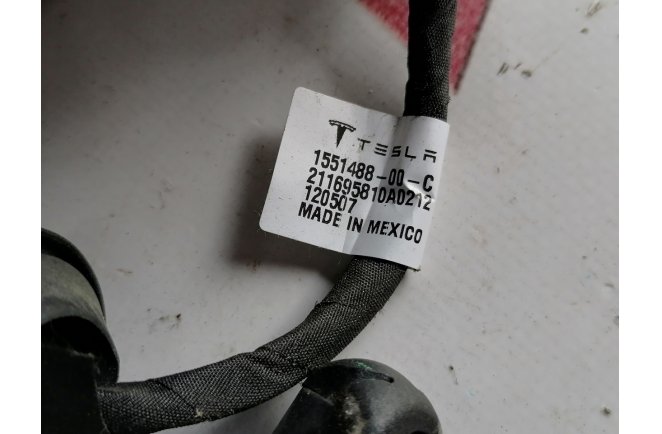 TESLA
1551488-00-C
211695810A0212
120507
MADE IN MEXICO